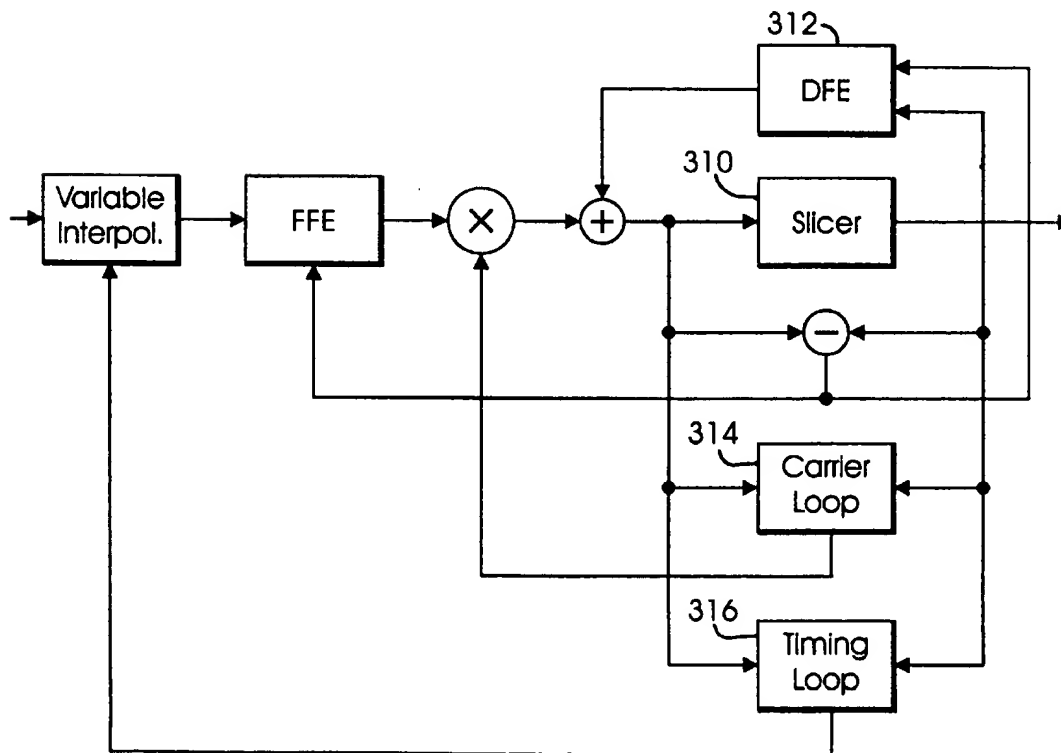 312
DFE
310
Variable
Interpol.
FFE
×
+
Slicer
−
314
Carrier
Loop
316
Timing
Loop